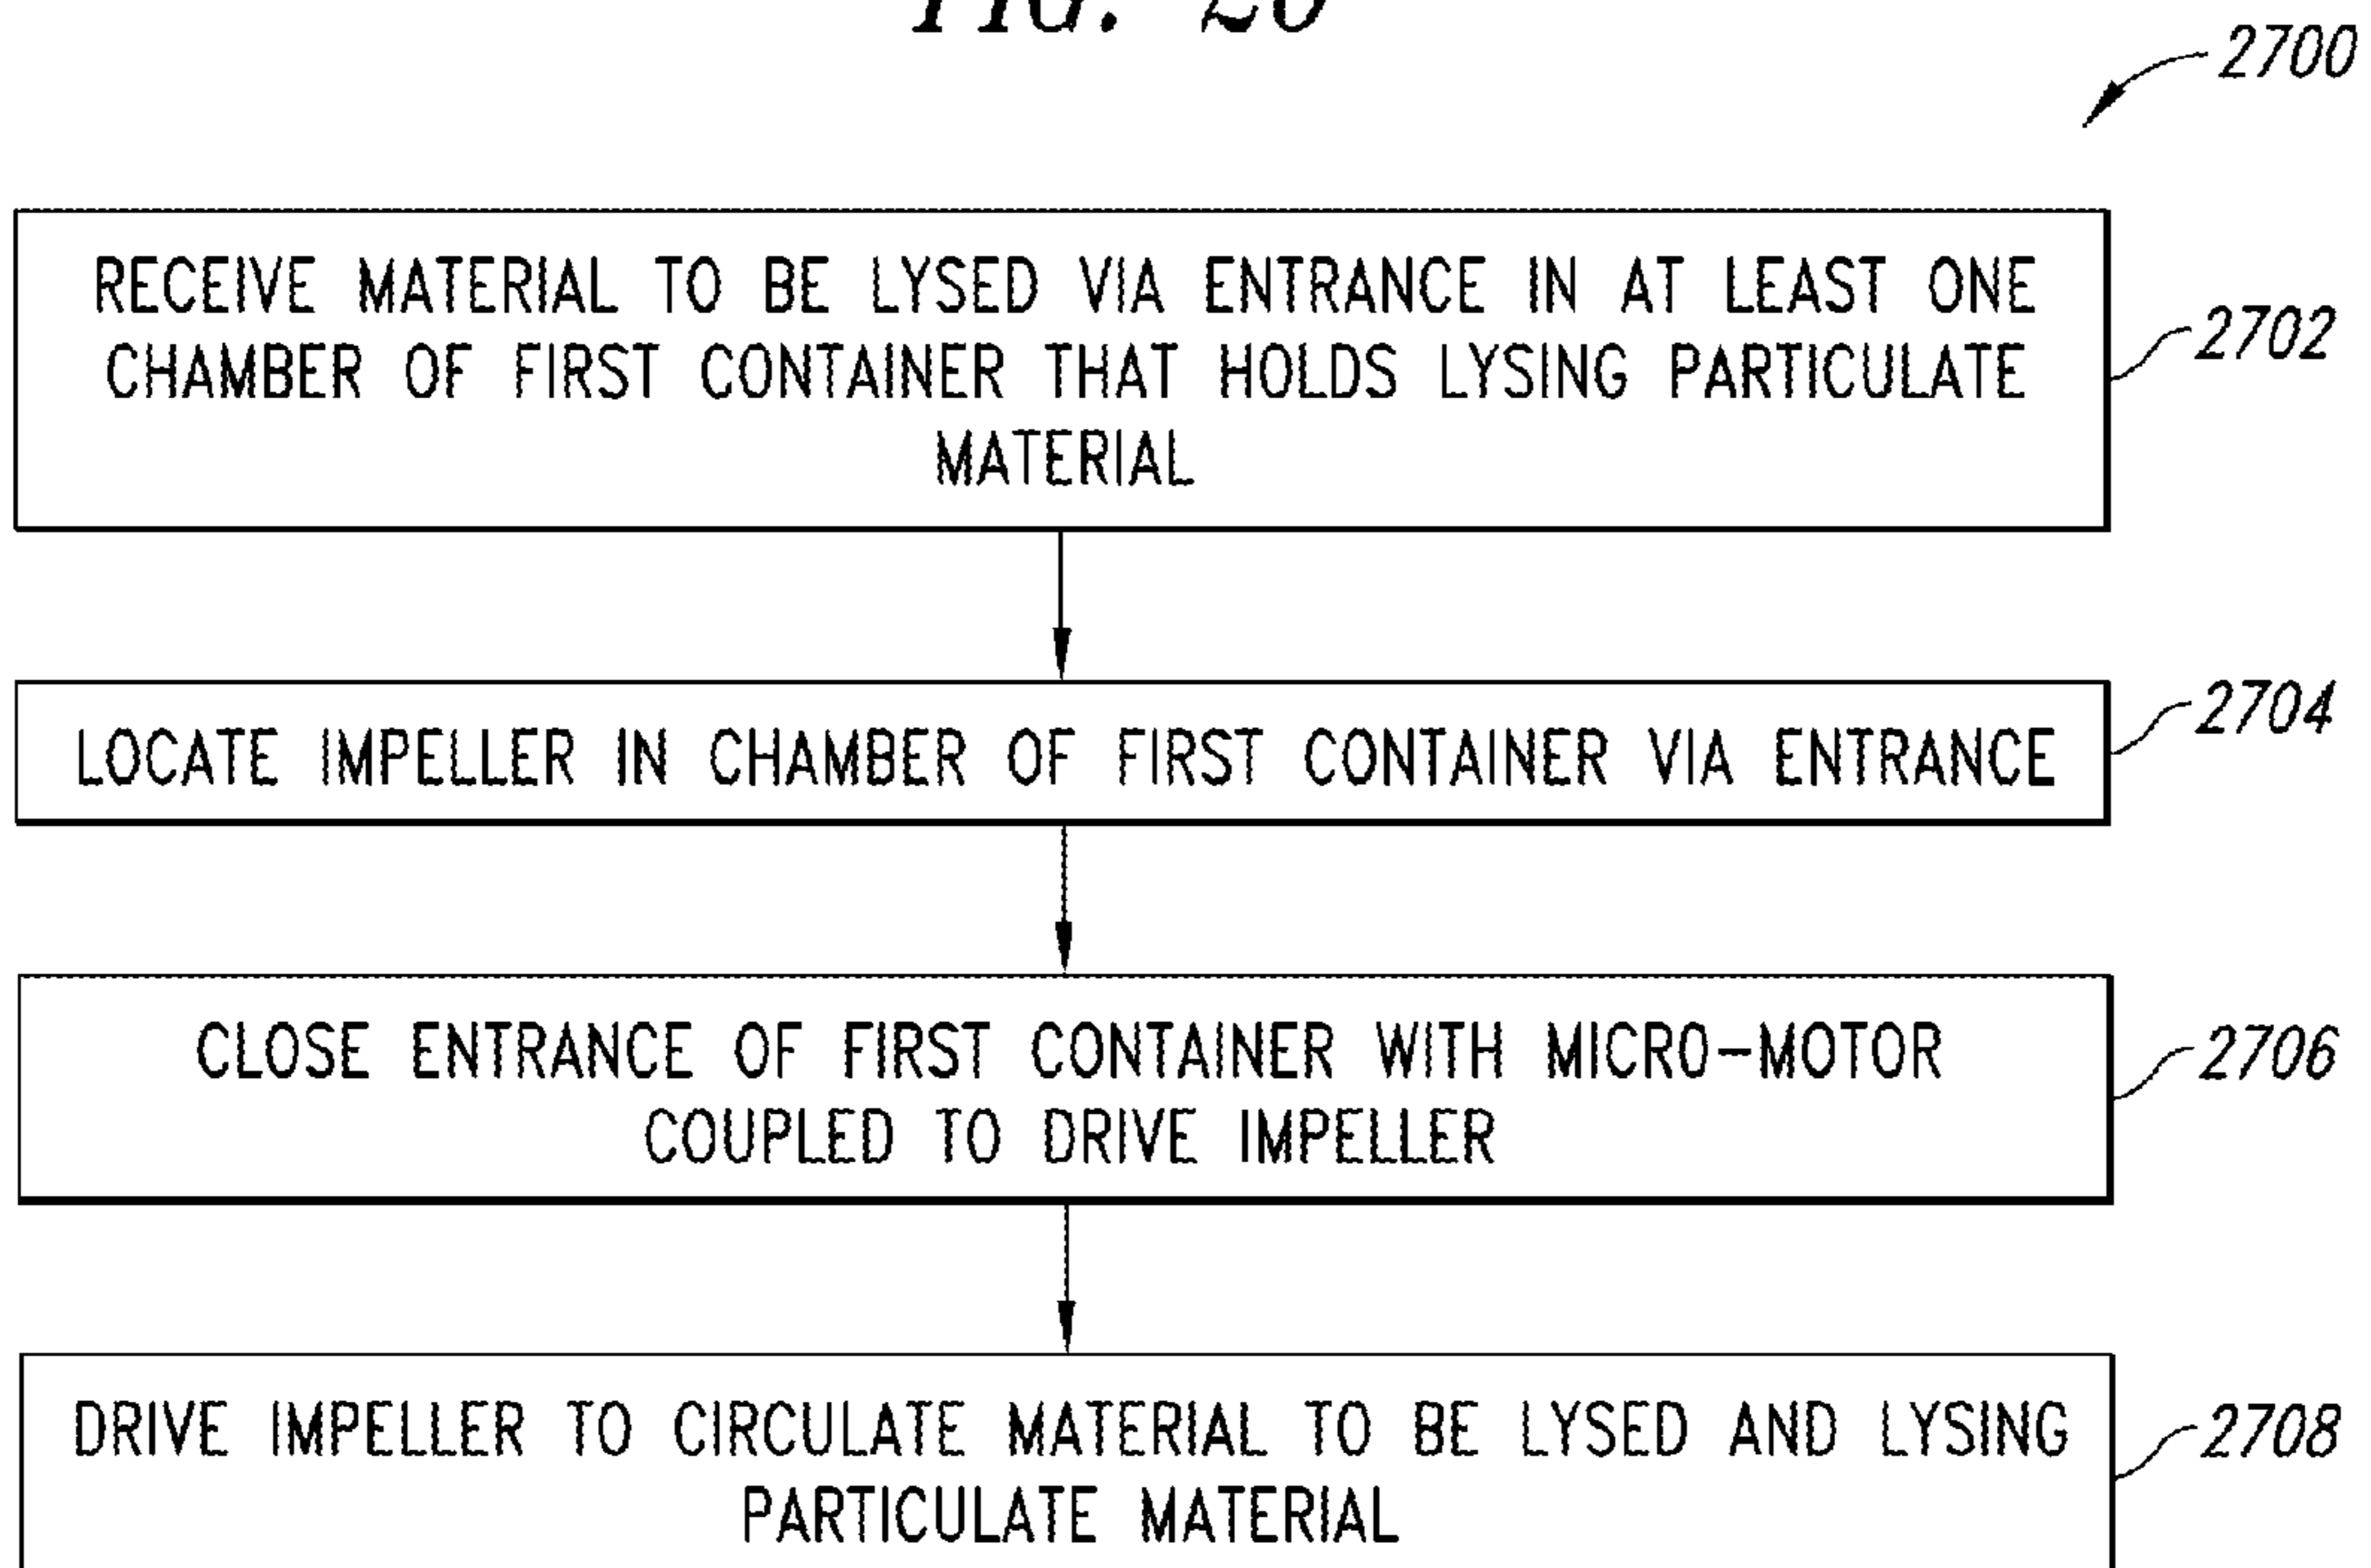 FIG. 26
2700
RECEIVE MATERIAL TO BE LYSED VIA ENTRANCE IN AT LEAST ONE
CHAMBER OF FIRST CONTAINER THAT HOLDS LYSING PARTICULATE
MATERIAL
2702
LOCATE IMPELLER IN CHAMBER OF FIRST CONTAINER VIA ENTRANCE
2704
CLOSE ENTRANCE OF FIRST CONTAINER WITH MICRO-MOTOR
COUPLED TO DRIVE IMPELLER
2706
DRIVE IMPELLER TO CIRCULATE MATERIAL TO BE LYSED AND LYSING
PARTICULATE MATERIAL
2708